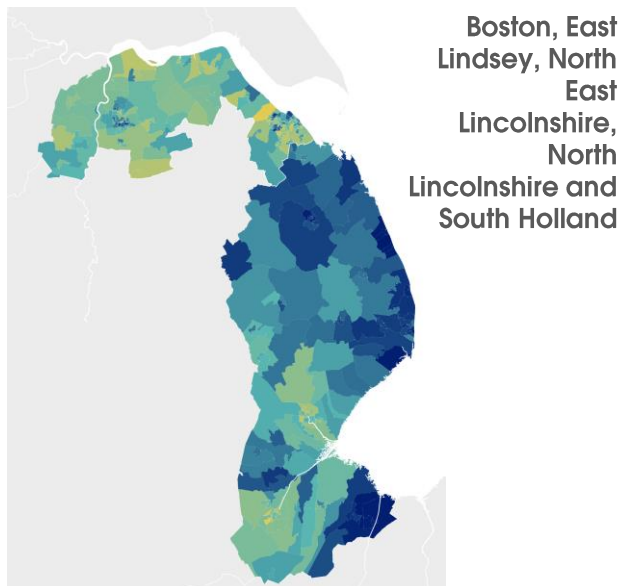 Boston, East
Lindsey, North
East
Lincolnshire,
North
Lincolnshire and
South Holland